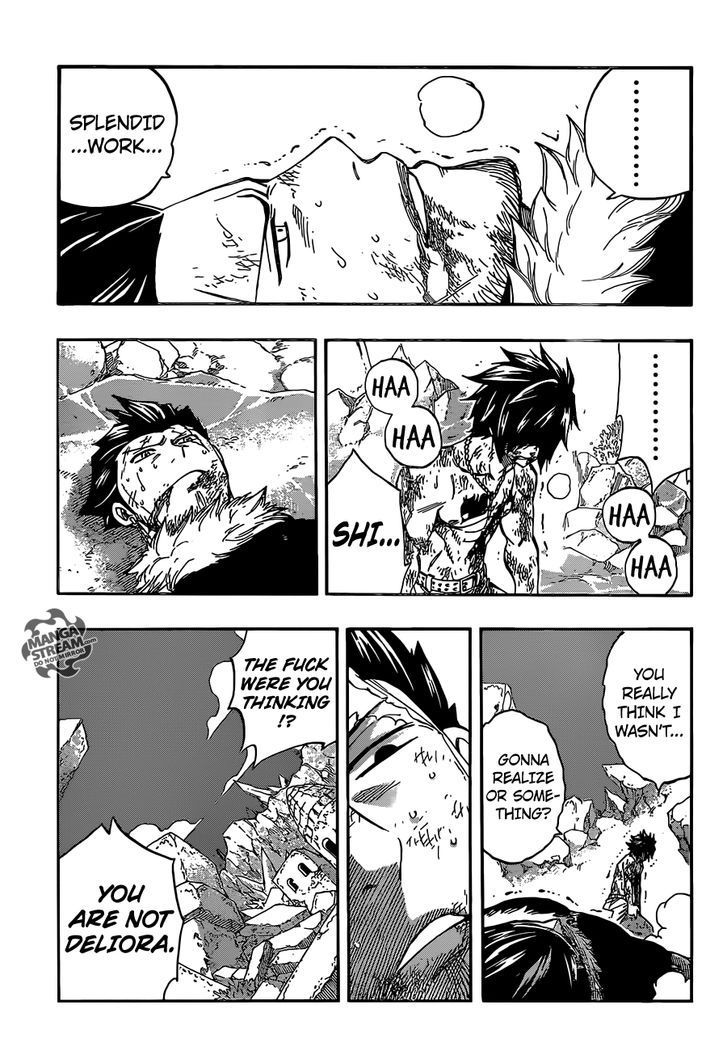 ..........
SPLENDID
...WORK...
.........
HAA
HAA
HAA
HAA
SHI...
YOU
REALLY
THINK I
WASN'T...
GONNA
REALIZE
OR SOME-
THING?
THE FUCK
WERE YOU
THINKING
!?
YOU
ARE NOT
DELIORA.
MANGA
STREAM.com
DO NOT MIRROR